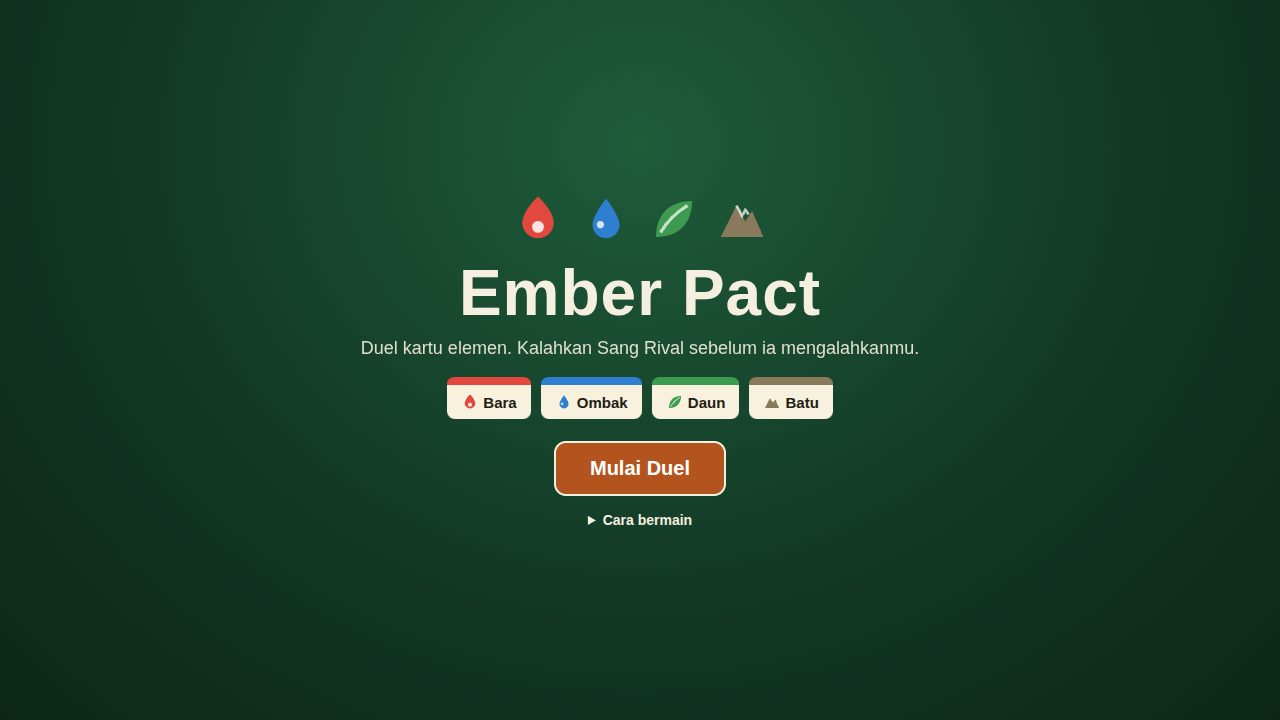 Ember Pact
Duel kartu elemen. Kalahkan Sang Rival sebelum ia mengalahkanmu.
Bara Ombak Daun Batu
Mulai Duel
Cara bermain